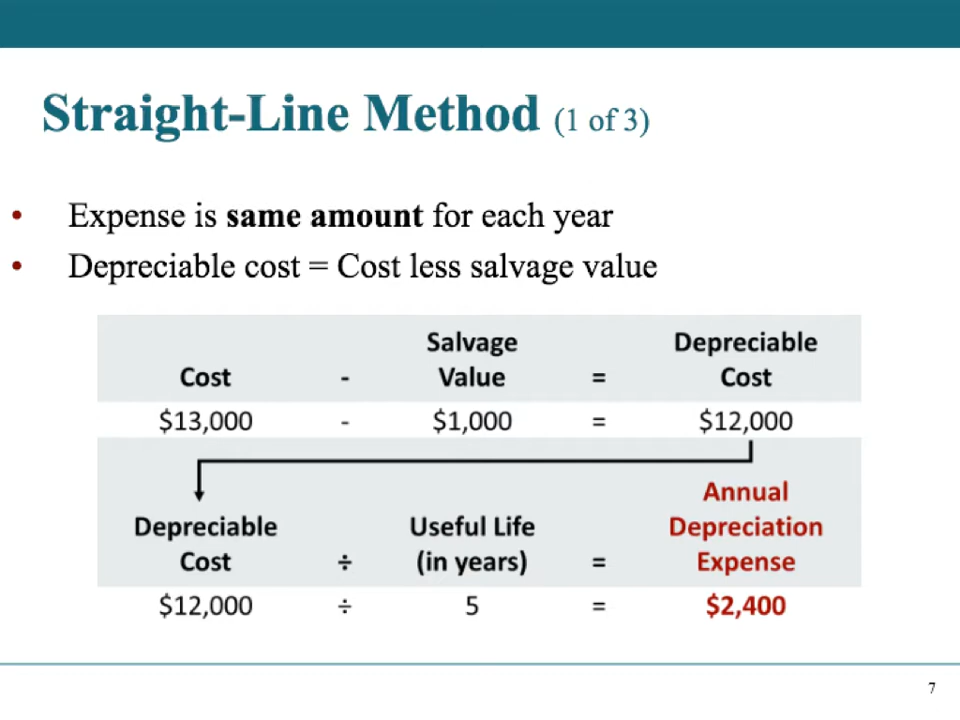 Straight-Line Method (1 of 3)
• Expense is same amount for each year
• Depreciable cost = Cost less salvage value
Salvage Depreciable
Cost - Value = Cost
$13,000 - $1,000 = $12,000
Annual
Depreciable Useful Life Depreciation
Cost ÷ (in years) = Expense
$12,000 ÷ 5 = $2,400
7